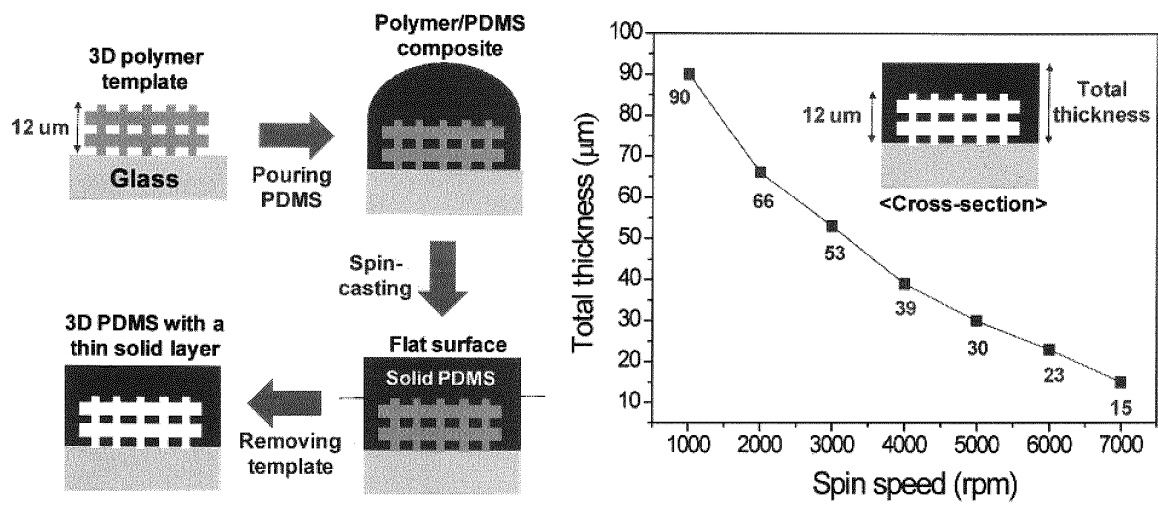 3D polymer
template
12 um
Glass
Pouring
PDMS
Polymer/PDMS
composite
Spin-
casting
Flat surface
Solid PDMS
Removing
template
3D PDMS with a
thin solid layer
Total thickness (μm)
100
90
80
70
60
50
40
30
20
10
90
66
53
39
30
23
15
12 um
Total
thickness
<Cross-section>
1000 2000 3000 4000 5000 6000 7000
Spin speed (rpm)